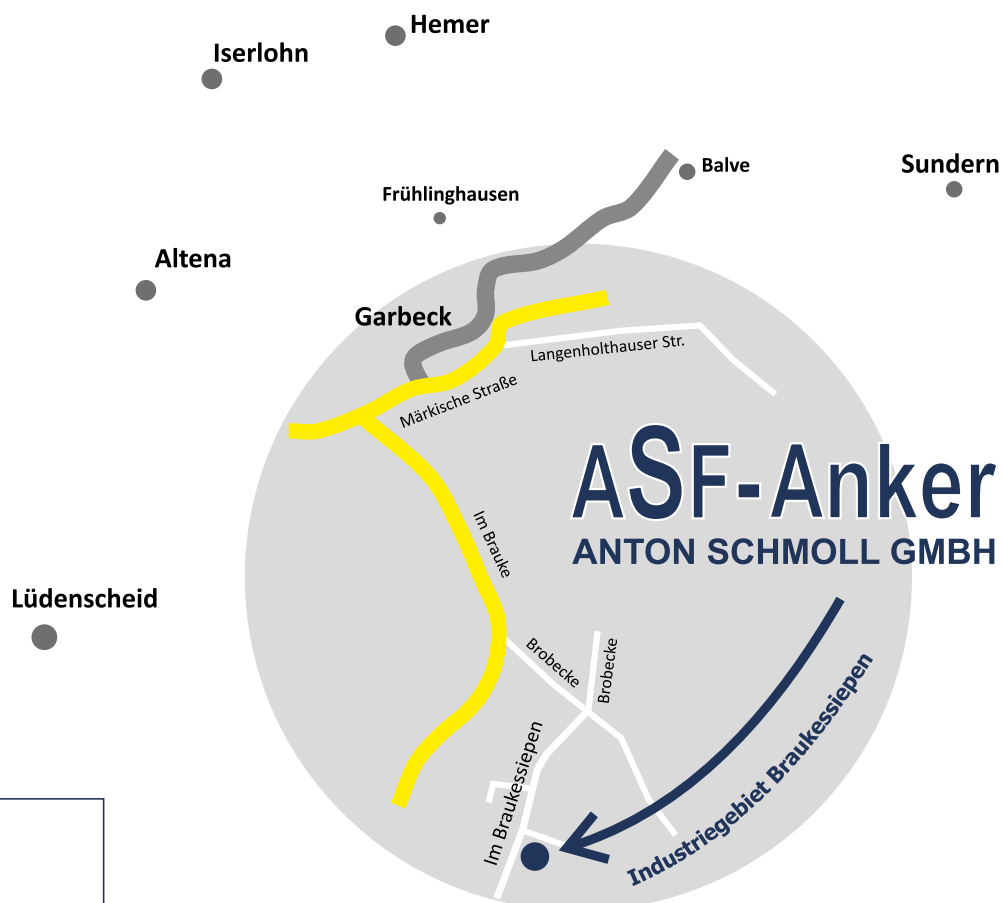 Hemer
Iserlohn
Balve
Sundern
Frühlinghausen
Altena
Garbeck
Langenholthauser Str.
Märkische Straße
ASF-Anker
ANTON SCHMOLL GMBH
Im Brauke
Lüdenscheid
Brobecke
Brobecke
Im Braukessiepen
Industriegebiet Braukessiepen